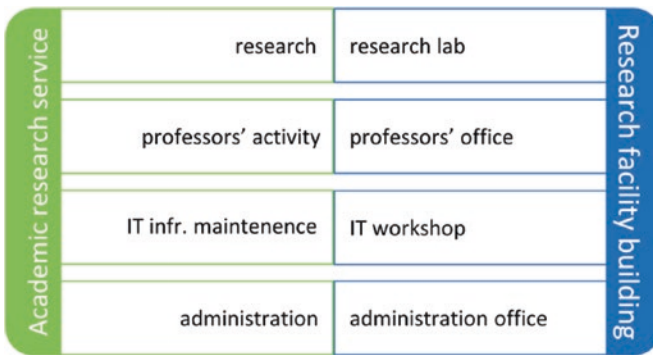 Academic research service
research
research lab
professors' activity
professors' office
IT infr. maintenence
IT workshop
administration
administration office
Research facility building